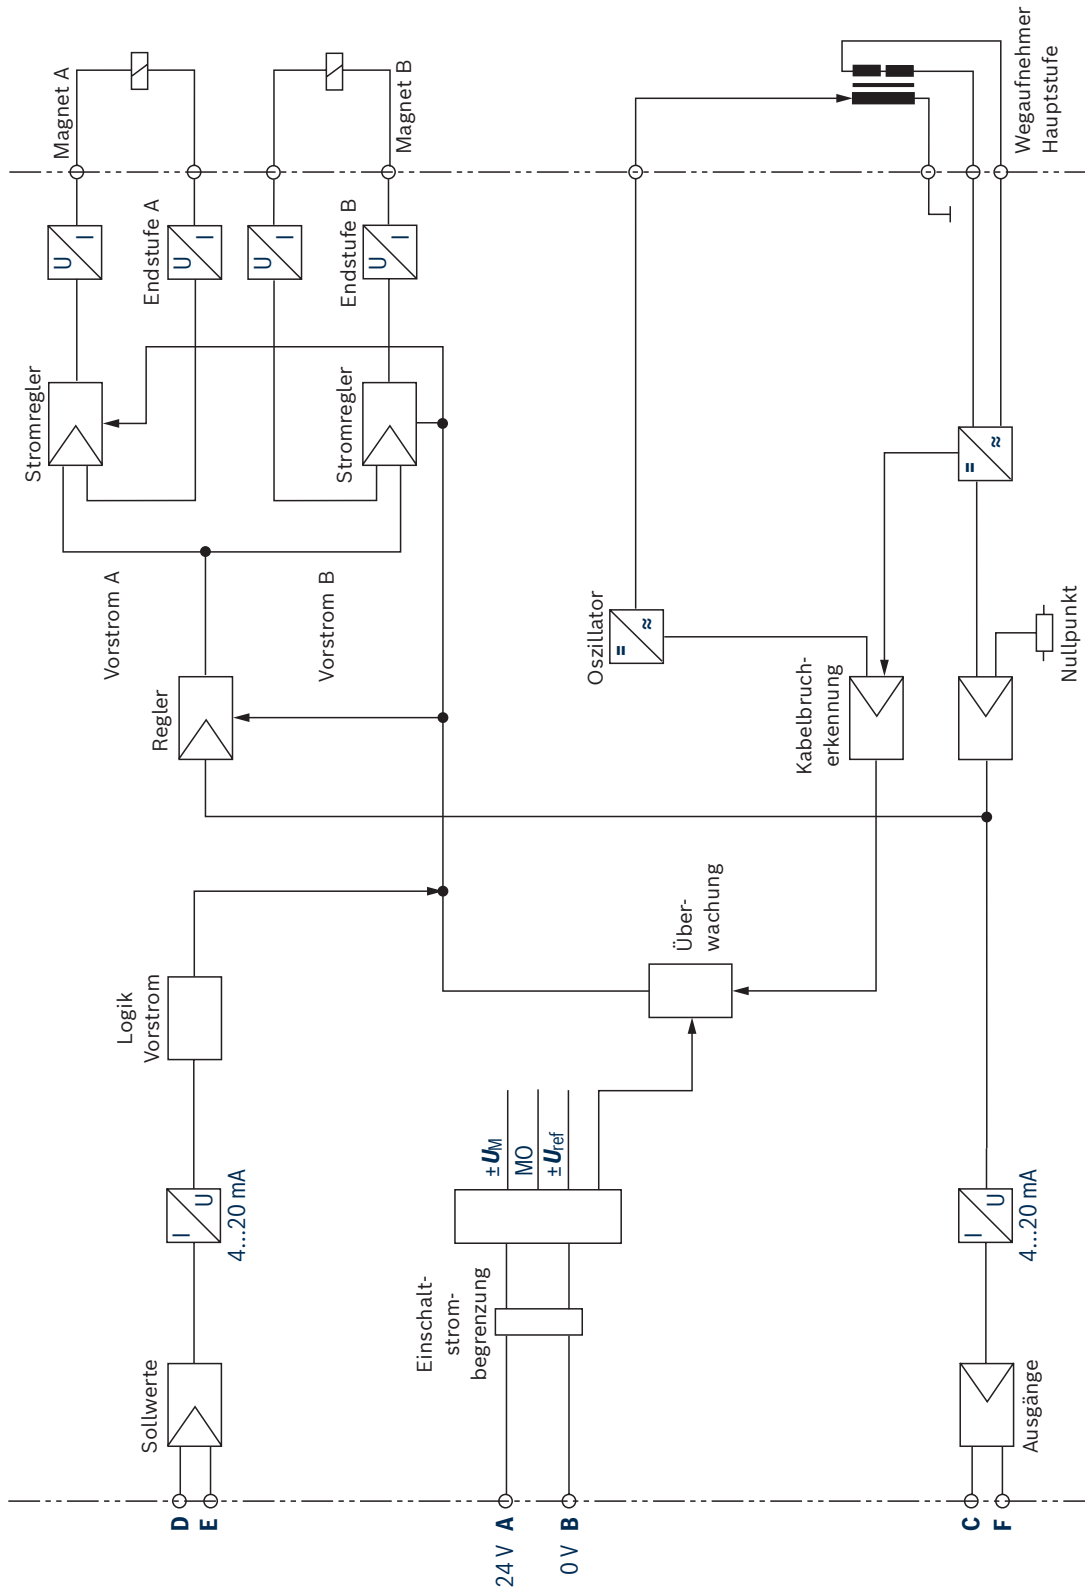 D
E
Sollwerte
I
U
4...20 mA
Logik
Vorstrom
Regler
Vorstrom A
Vorstrom B
Stromregler
Stromregler
U
I
U
I
Endstufe A
U
I
U
I
Endstufe B
Magnet A
Magnet B
24 V A
0 V B
Einschalt-
strom-
begrenzung
±UM
MO
±Uref
Über-
wachung
Kabelbruch-
erkennung
Oszillator
=
≈
=
≈
Nullpunkt
Wegaufnehmer
Hauptstufe
C
F
Ausgänge
I
U
4...20 mA